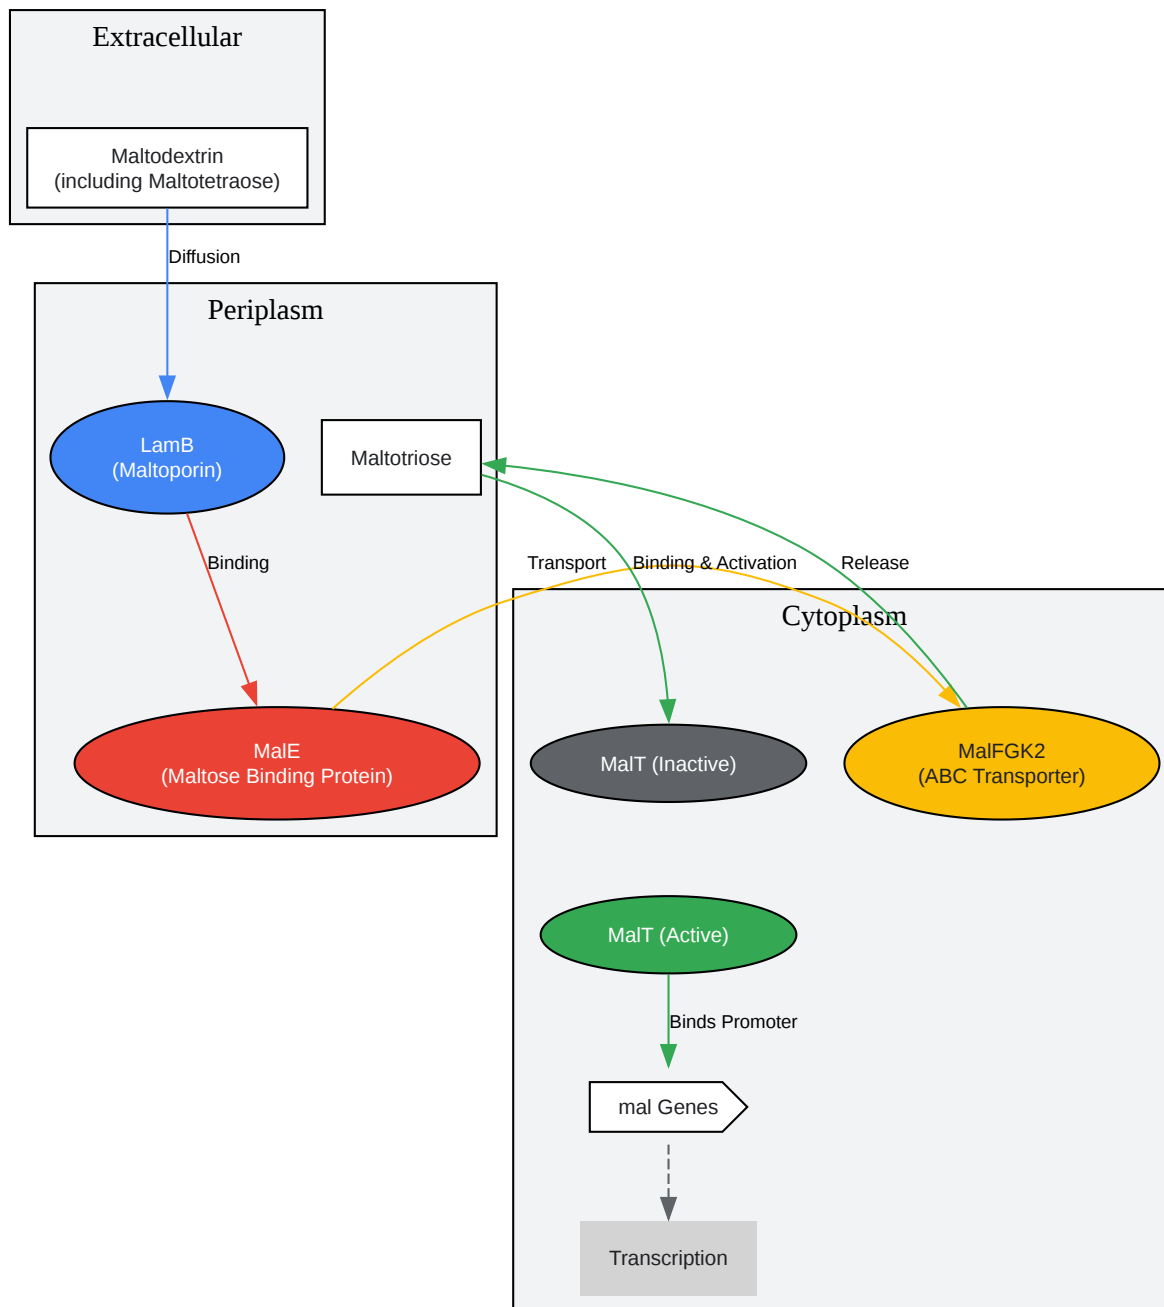 Extracellular
Maltodextrin
(including Maltotetraose)
Diffusion
Periplasm
LamB
(Maltoporin)
Maltotriose
Binding
Transport
Binding & Activation
Release
Cytoplasm
MalE
(Maltose Binding Protein)
MalT (Inactive)
MalFGK2
(ABC Transporter)
MalT (Active)
Binds Promoter
mal Genes
Transcription